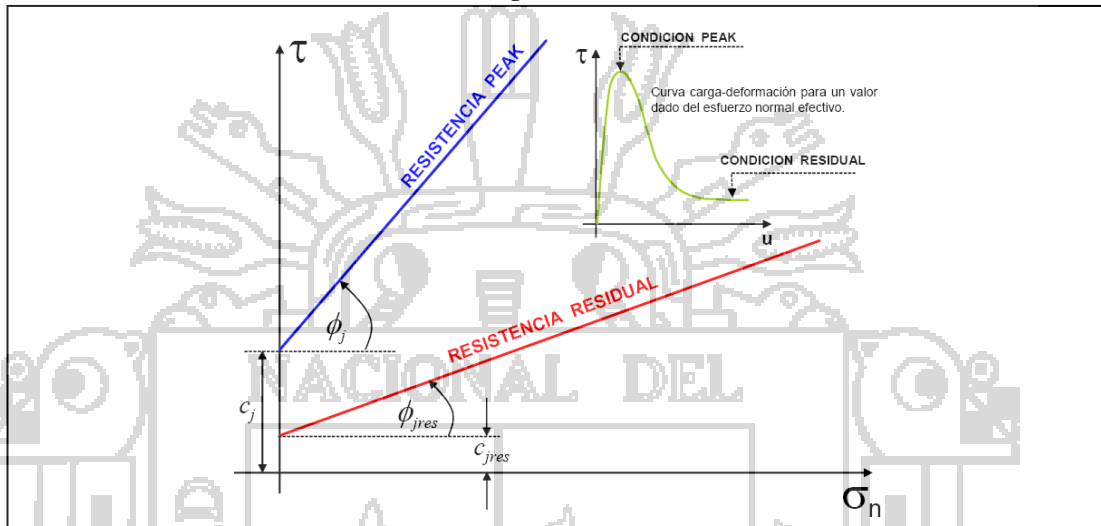 τ
RESISTENCIA PEAK
τ
CONDICION PEAK
Curva carga-deformación para un valor
dado del esfuerzo normal efectivo.
CONDICION RESIDUAL
u
RESISTENCIA RESIDUAL
ϕj
NACIONAL DEL
cj
ϕjres
cjres
σn